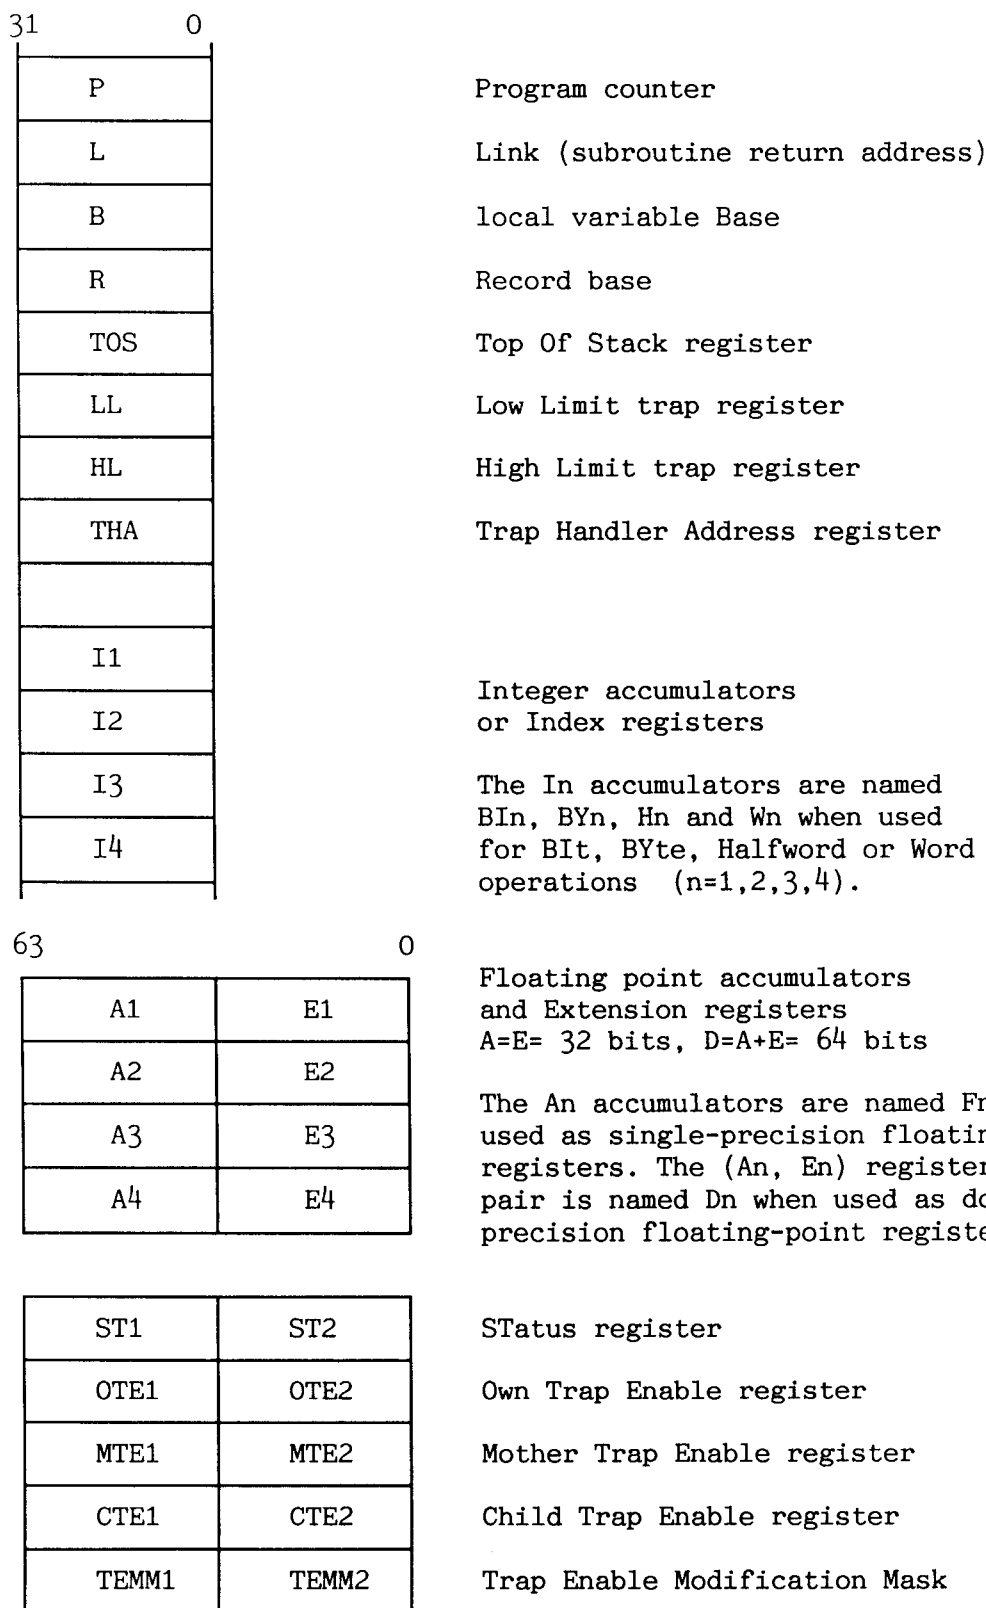 31 0
P Program counter
L Link (subroutine return address)
B local variable Base
R Record base
TOS Top Of Stack register
LL Low Limit trap register
HL High Limit trap register
THA Trap Handler Address register
I1
I2
I3
I4
Integer accumulators
or Index registers
The In accumulators are named
BIn, BYn, Hn and Wn when used
for BIt, BYte, Halfword or Word
operations (n=1,2,3,4).
63 0
A1 E1
A2 E2
A3 E3
A4 E4
Floating point accumulators
and Extension registers
A=E= 32 bits, D=A+E= 64 bits
The An accumulators are named
used as single-precision
registers. The (An, En)
pair is named Dn when used as
precision floating-point
ST1 ST2 STatus register
OTE1 OTE2 Own Trap Enable register
MTE1 MTE2 Mother Trap Enable register
CTE1 CTE2 Child Trap Enable register
TEMM1 TEMM2 Trap Enable Modification Mask